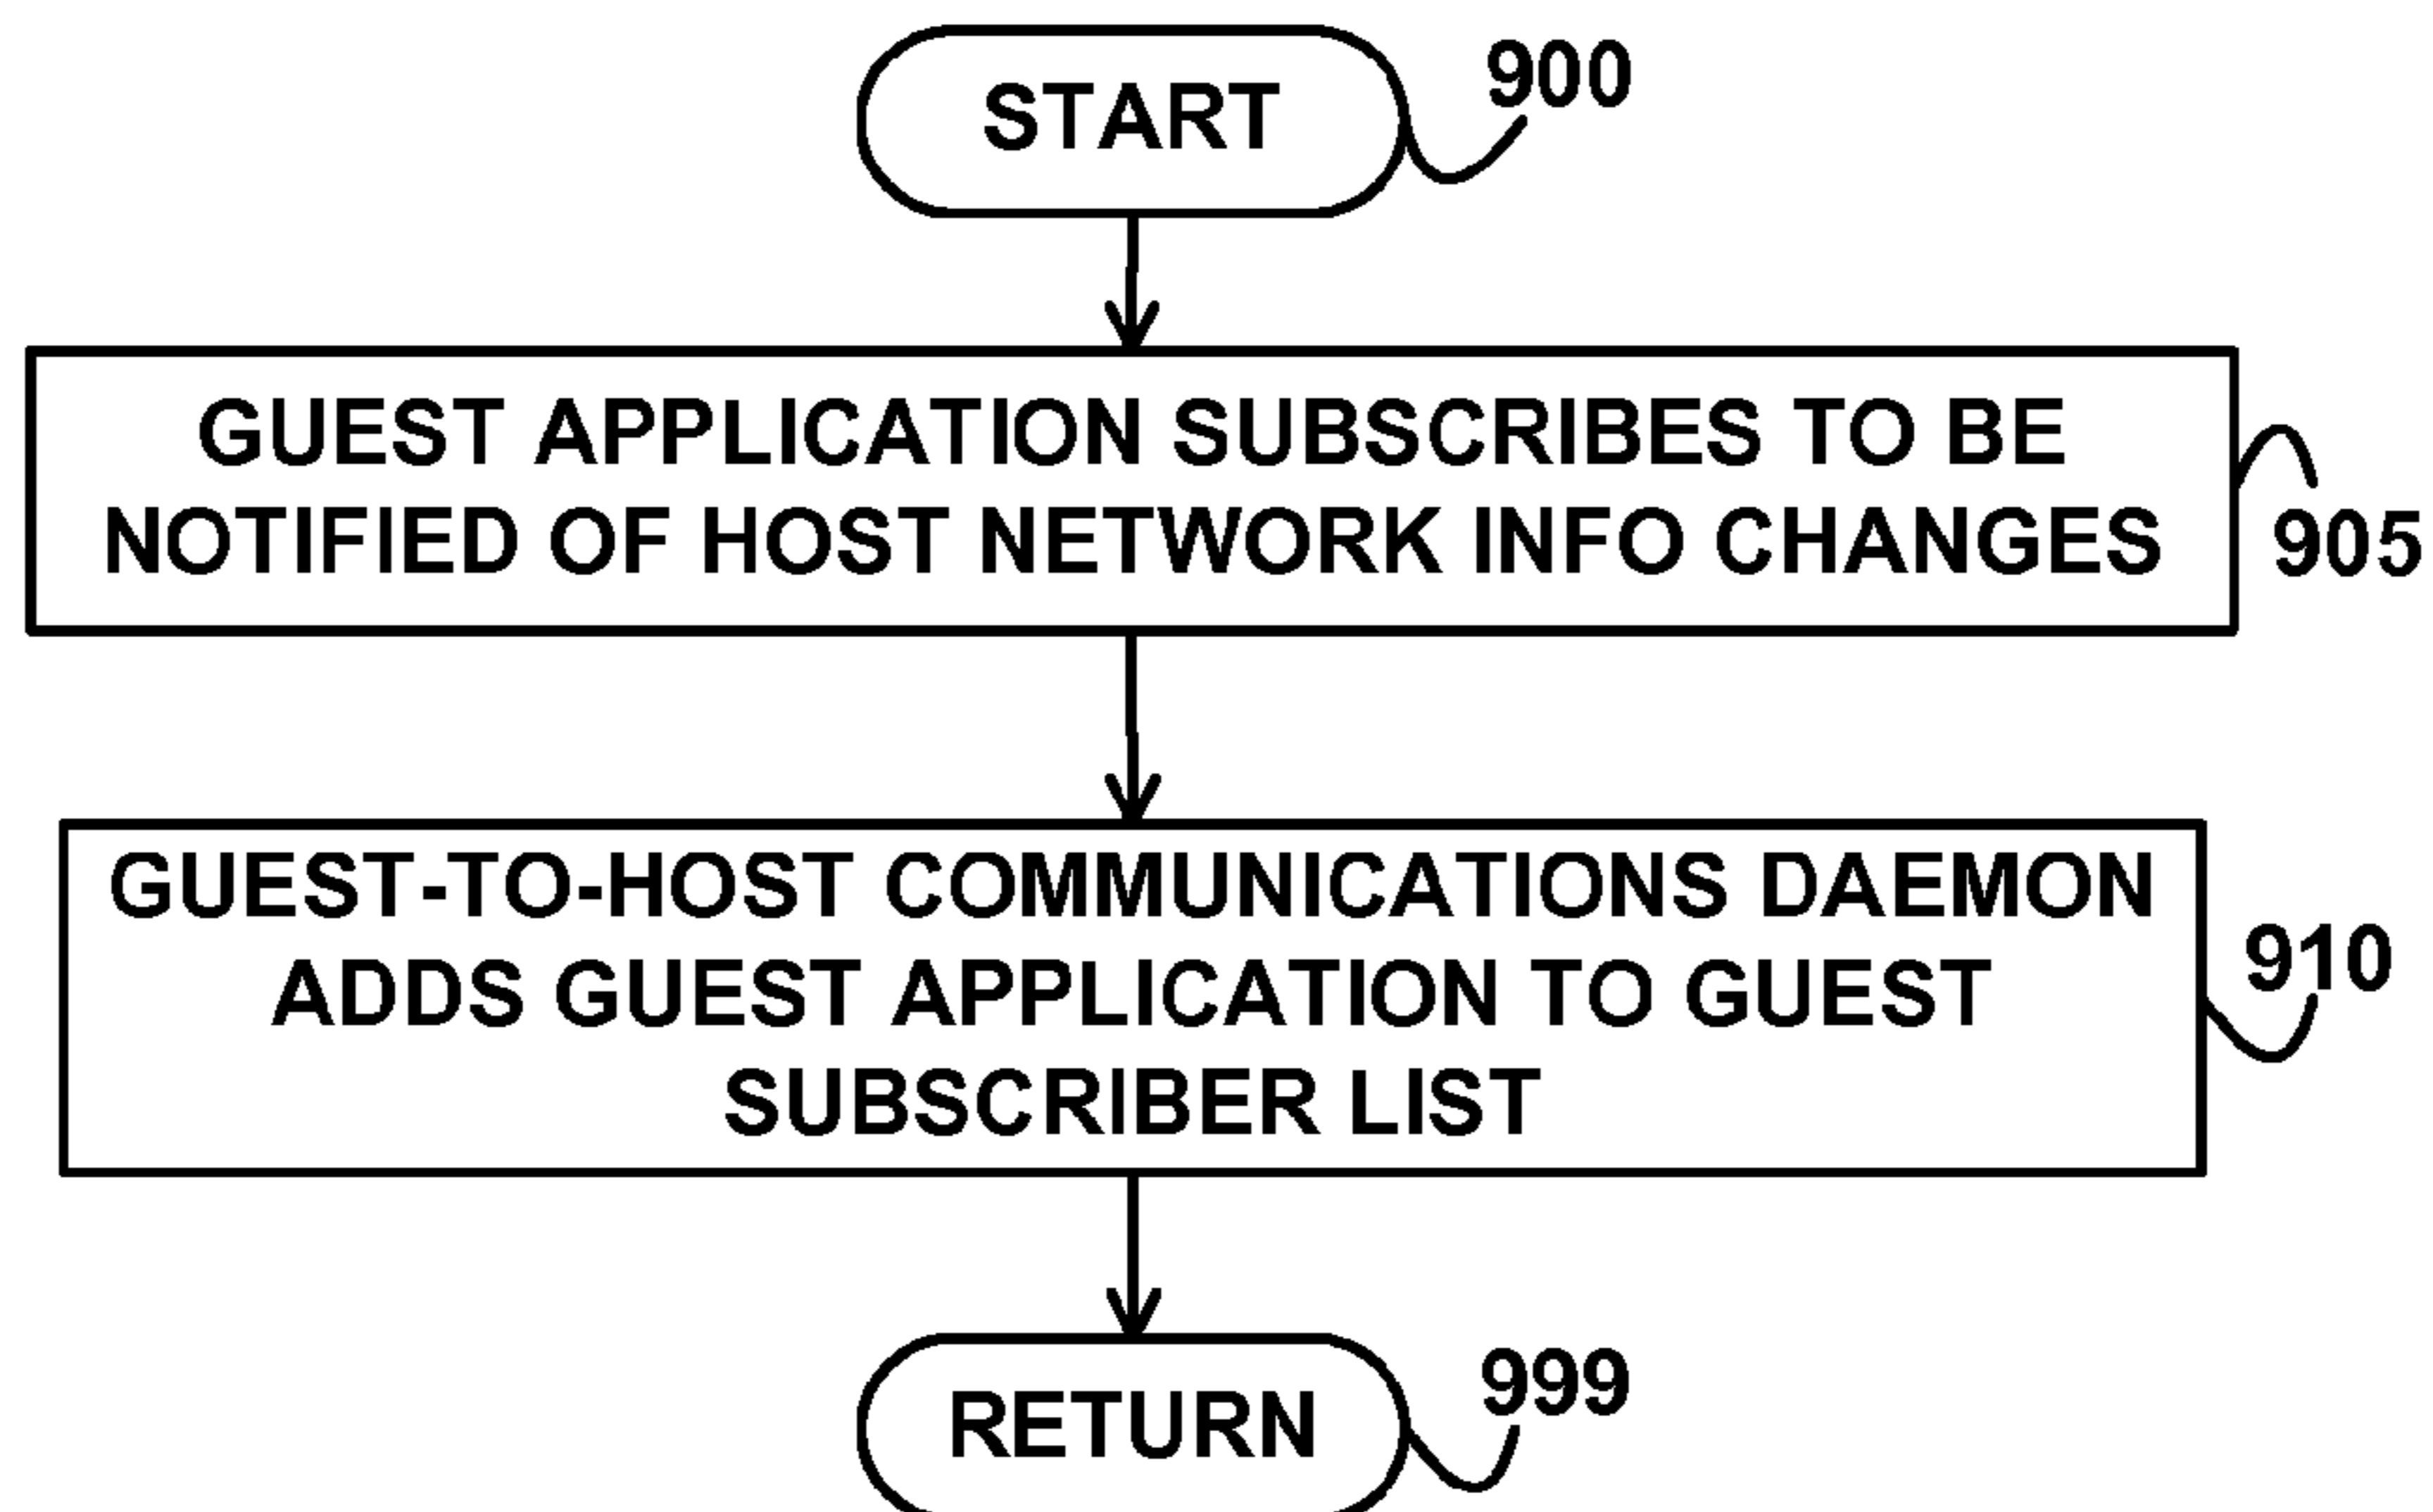 START
900
GUEST APPLICATION SUBSCRIBES TO BE
NOTIFIED OF HOST NETWORK INFO CHANGES
905
GUEST-TO-HOST COMMUNICATIONS DAEMON
ADDS GUEST APPLICATION TO GUEST
SUBSCRIBER LIST
910
RETURN
999